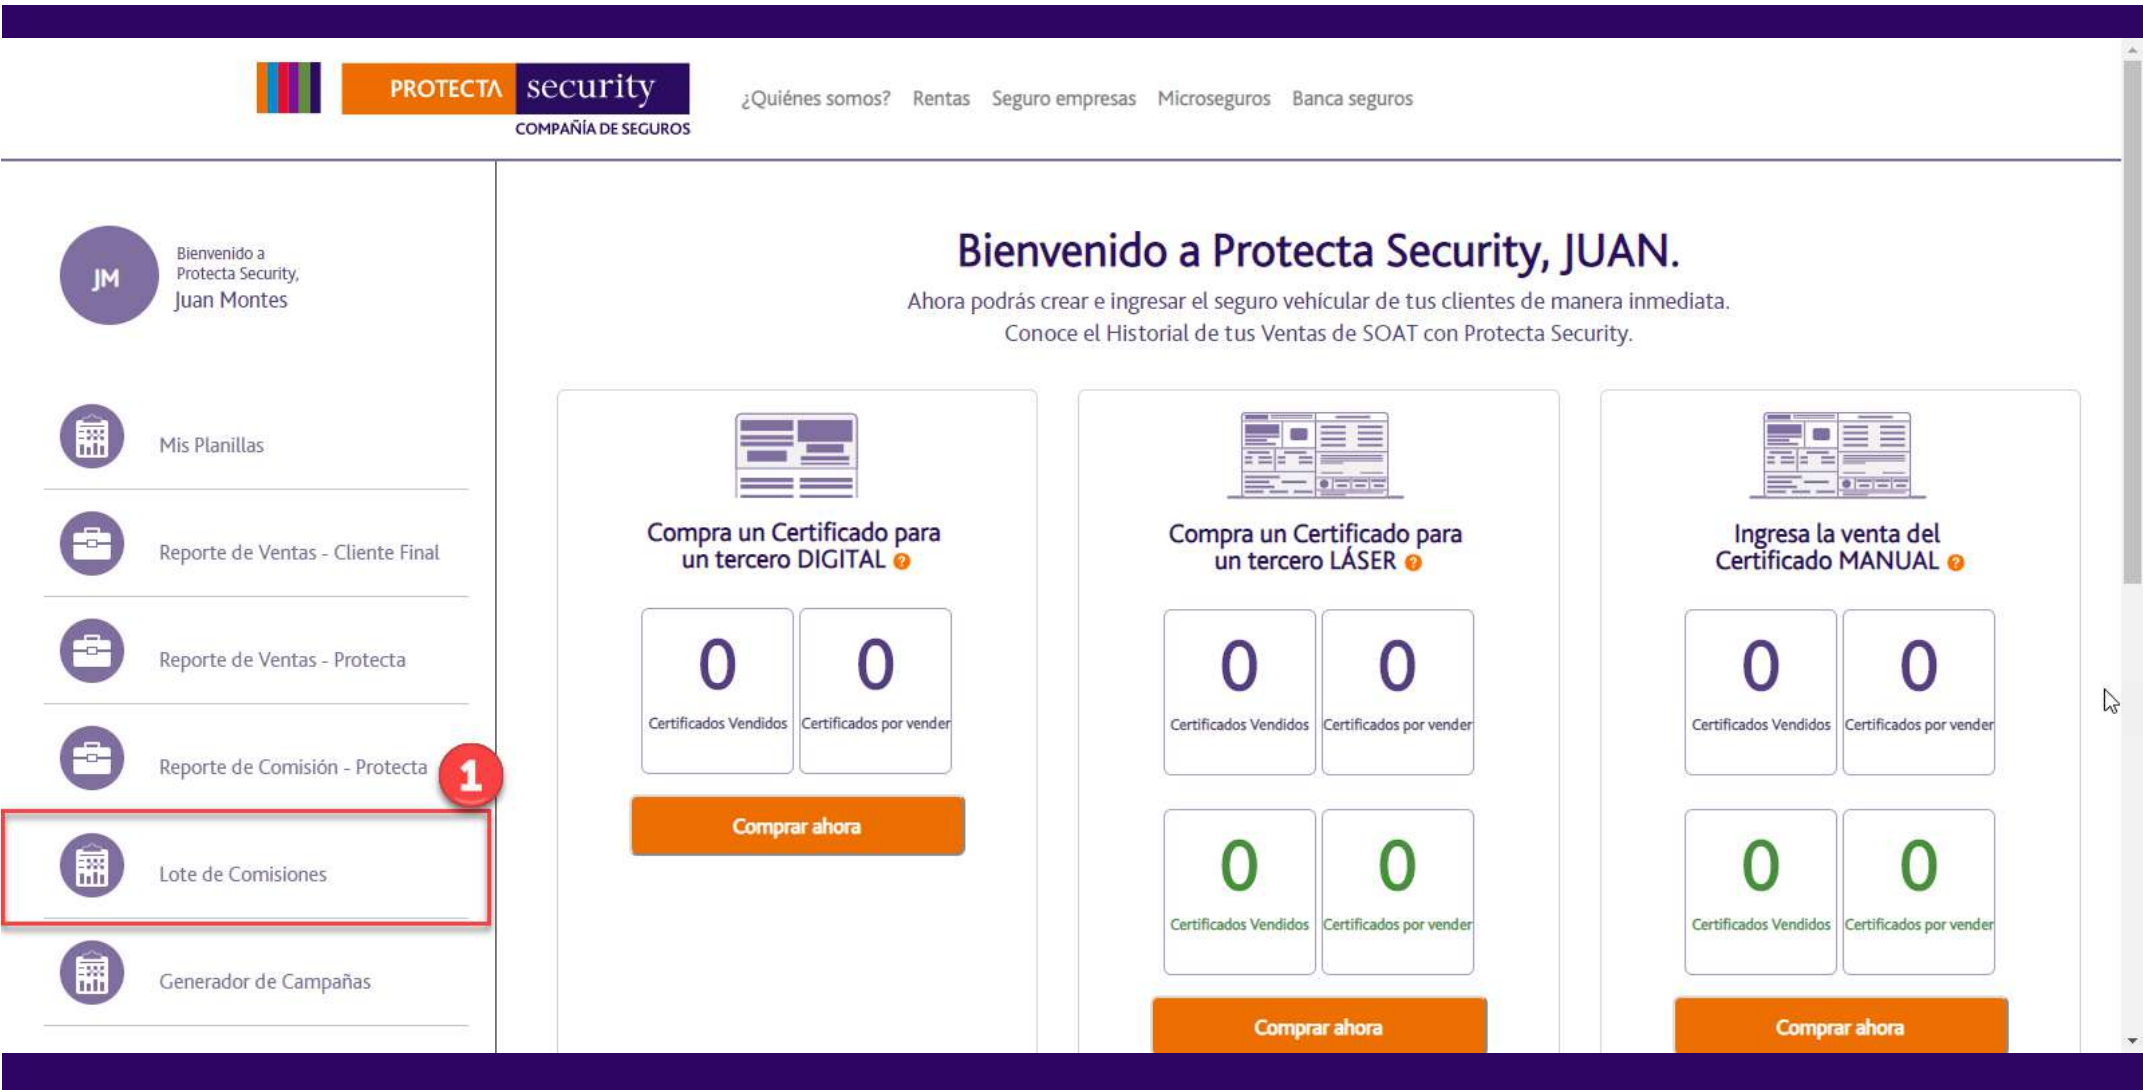 PROTECTA security
COMPAÑÍA DE SEGUROS
¿Quiénes somos? Rentas Seguro empresas Microseguros Banca seguros
JM
Bienvenido a
Protecta Security,
Juan Montes
Mis Planillas
Reporte de Ventas - Cliente Final
Reporte de Ventas - Protecta
Reporte de Comisión - Protecta
1
Lote de Comisiones
Generador de Campañas
Bienvenido a Protecta Security, JUAN.
Ahora podrás crear e ingresar el seguro vehícular de tus clientes de manera inmediata.
Conoce el Historial de tus Ventas de SOAT con Protecta Security.
Compra un Certificado para
un tercero DIGITAL ?
0 0
Certificados Vendidos Certificados por vender
Comprar ahora
Compra un Certificado para
un tercero LÁSER ?
0 0
Certificados Vendidos Certificados por vender
0 0
Certificados Vendidos Certificados por vender
Comprar ahora
Ingresa la venta del
Certificado MANUAL ?
0 0
Certificados Vendidos Certificados por vender
0 0
Certificados Vendidos Certificados por vender
Comprar ahora